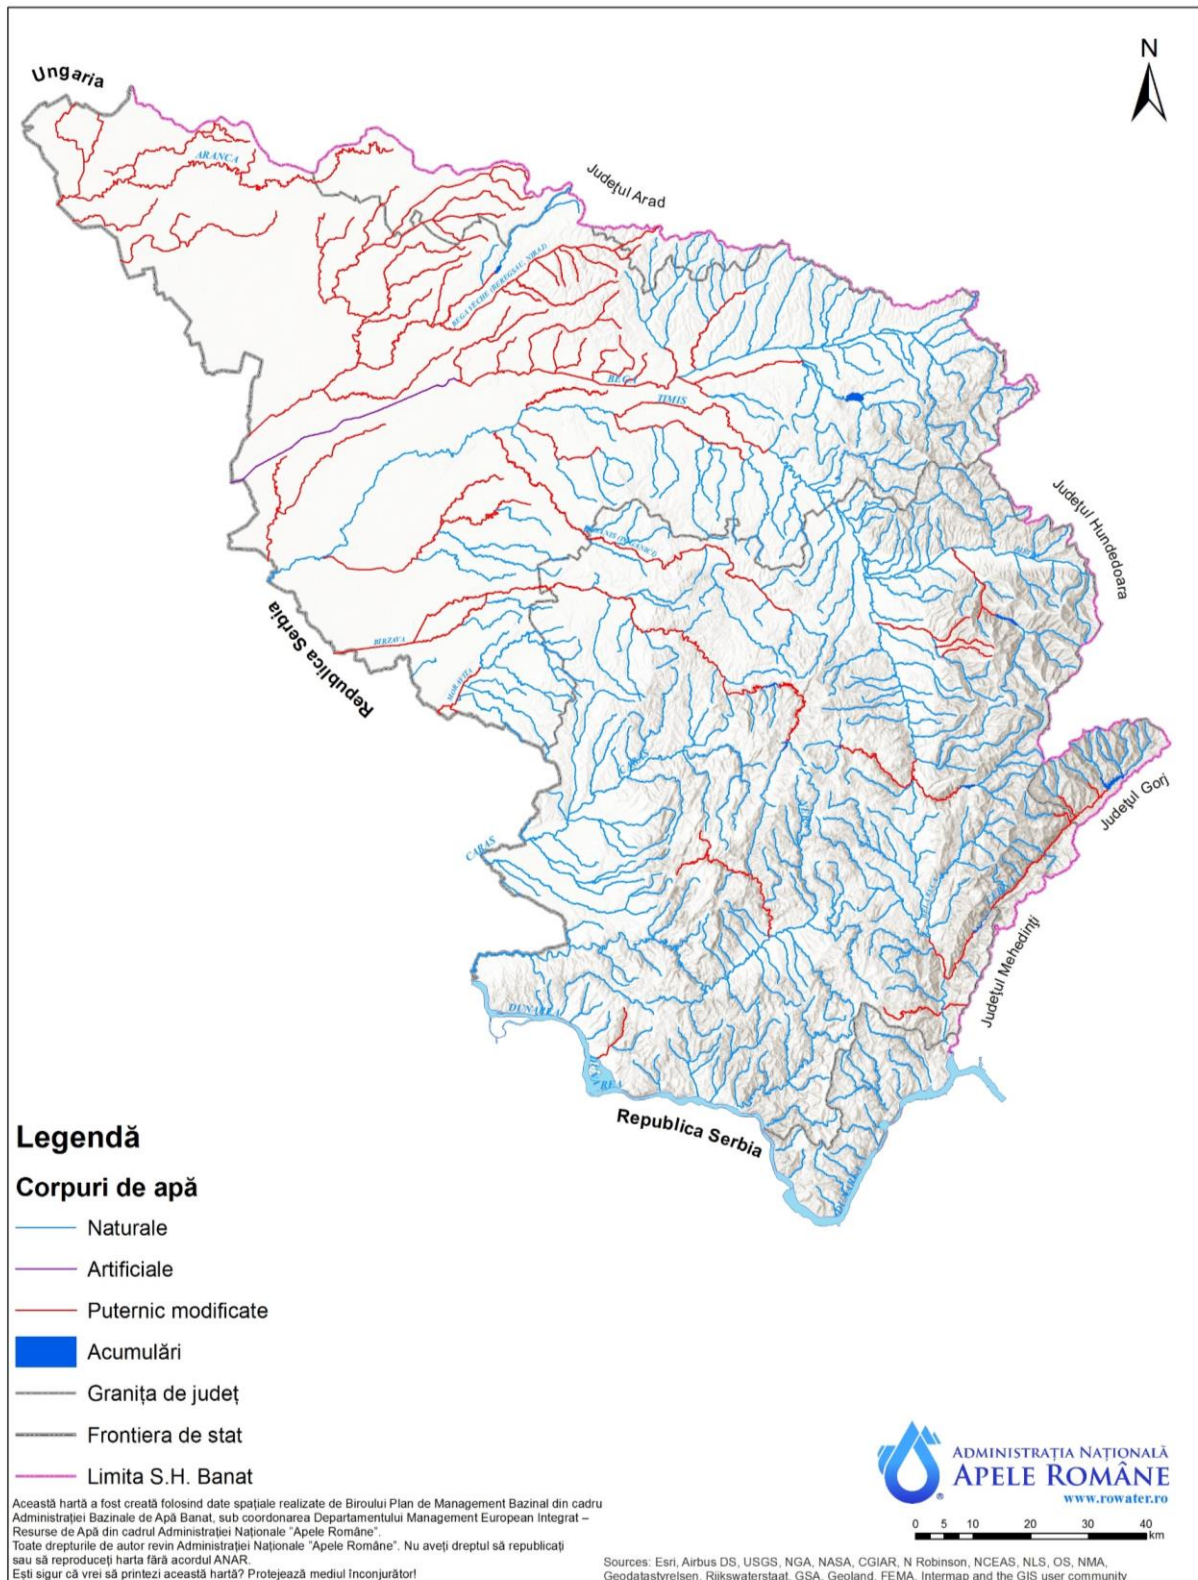 N
Ungaria
ARANCA
Județul Arad
BEGA VECHE (BEREGSAU, NIRAD
BEGA
TIMIS
Județul Hundedoara
BIRZAVA
MORAVITA
Republica Serbia
CARAS
Județul Gorj
Județul Mehedinți
DUNAREA
Republica Serbia
Legendă
Corpuri de apă
Naturale
Artificiale
Puternic modificate
Acumulări
Granița de județ
Frontiera de stat
Limita S.H. Banat
Această hartă a fost creată folosind date spațiale realizate de Biroului Plan de Management Bazinal din cadru
Administrației Bazinale de Apă Banat, sub coordonarea Departamentului Management European Integrat –
Resurse de Apă din cadrul Administrației Naționale "Apele Române".
Toate drepturile de autor revin Administrației Naționale "Apele Române". Nu aveți dreptul să republicați
sau să reproduceți harta fără acordul ANAR.
Ești sigur că vrei să printezi această hartă? Protejează mediul înconjurător!
ADMINISTRAȚIA NAȚIONALĂ
APELE ROMÂNE
www.rowater.ro
0 5 10 20 30 40
km
Sources: Esri, Airbus DS, USGS, NGA, NASA, CGIAR, N Robinson, NCEAS, NLS, OS, NMA,
Geodatastyrelsen, Rijkswaterstaat, GSA, Geoland, FEMA, Intermap and the GIS user community